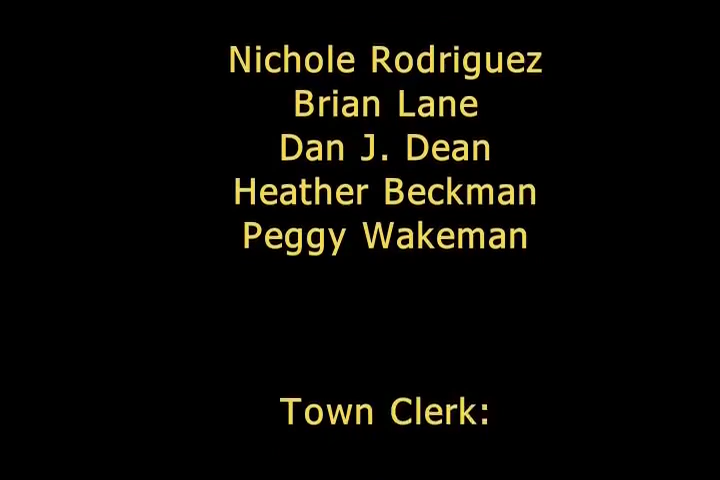 Nichole Rodriguez
Brian Lane
Dan J. Dean
Heather Beckman
Peggy Wakeman
Town Clerk: